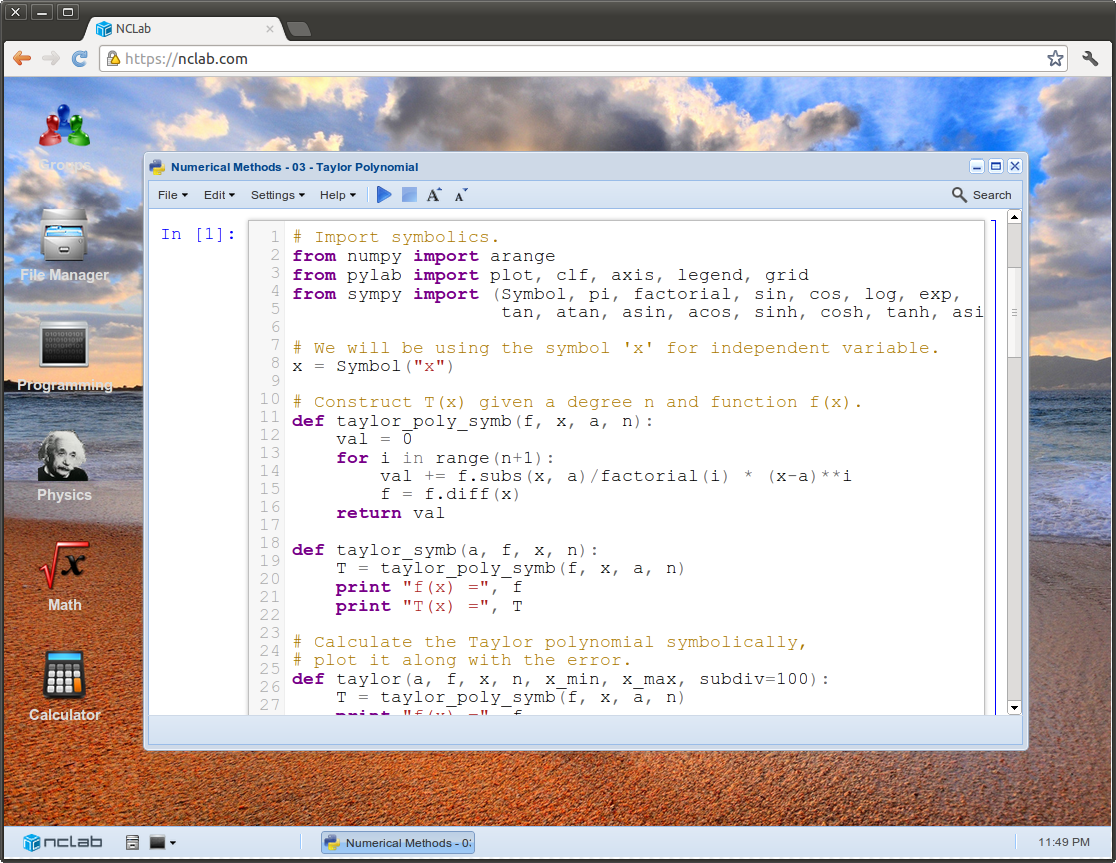 NCLab
https://nclab.com
Groups
File Manager
Programming
Physics
Math
Calculator
Numerical Methods - 03 - Taylor Polynomial
File Edit Settings Help A A Search
In [1]:
1 # Import symbolics.
2 from numpy import arange
3 from pylab import plot, clf, axis, legend, grid
4 from sympy import (Symbol, pi, factorial, sin, cos, log, exp,
5 tan, atan, asin, acos, sinh, cosh, tanh, asi
6
7 # We will be using the symbol 'x' for independent variable.
8 x = Symbol("x")
9
10 # Construct T(x) given a degree n and function f(x).
11 def taylor_poly_symb(f, x, a, n):
12 val = 0
13 for i in range(n+1):
14 val += f.subs(x, a)/factorial(i) * (x-a)**i
15 f = f.diff(x)
16 return val
17
18 def taylor_symb(a, f, x, n):
19 T = taylor_poly_symb(f, x, a, n)
20 print "f(x) =", f
21 print "T(x) =", T
22
23 # Calculate the Taylor polynomial symbolically,
24 # plot it along with the error.
25 def taylor(a, f, x, n, x_min, x_max, subdiv=100):
26 T = taylor_poly_symb(f, x, a, n)
27 print "f(x) =", f
nclab
Numerical Methods - 03
11:49 PM